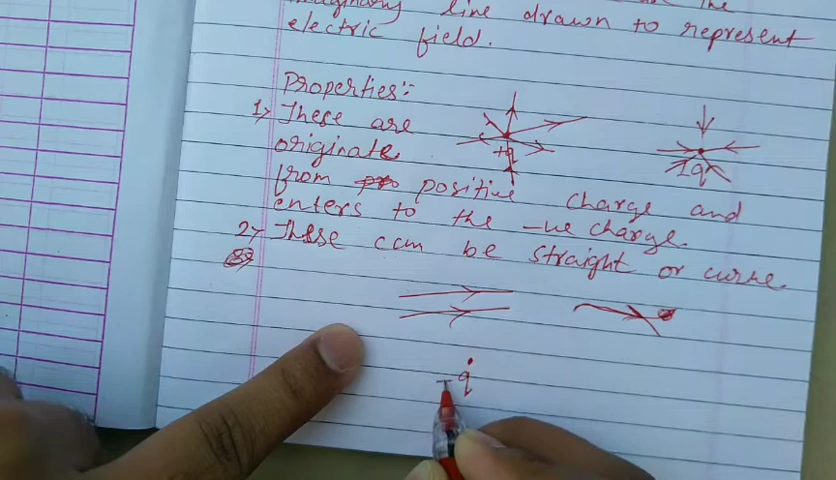 imaginary line drawn to represent
electric field.
Properties:-
1) These are
originate
+q
-q
from positive charge and
enters to the -ve charge.
2) These can be straight or curve.
q